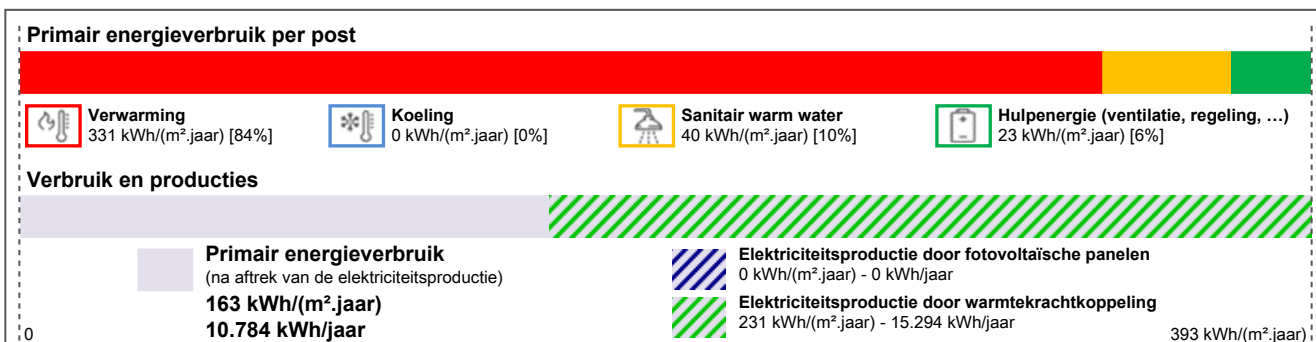 Primair energieverbruik per post
Verwarming
331 kWh/(m².jaar) [84%]
Koeling
0 kWh/(m².jaar) [0%]
Sanitair warm water
40 kWh/(m².jaar) [10%]
Hulpenergie (ventilatie, regeling, …)
23 kWh/(m².jaar) [6%]
Verbruik en producties
Primair energieverbruik
(na aftrek van de elektriciteitsproductie)
163 kWh/(m².jaar)
10.784 kWh/jaar
Elektriciteitsproductie door fotovoltaïsche panelen
0 kWh/(m².jaar) - 0 kWh/jaar
Elektriciteitsproductie door warmtekrachtkoppeling
231 kWh/(m².jaar) - 15.294 kWh/jaar
0
393 kWh/(m².jaar)